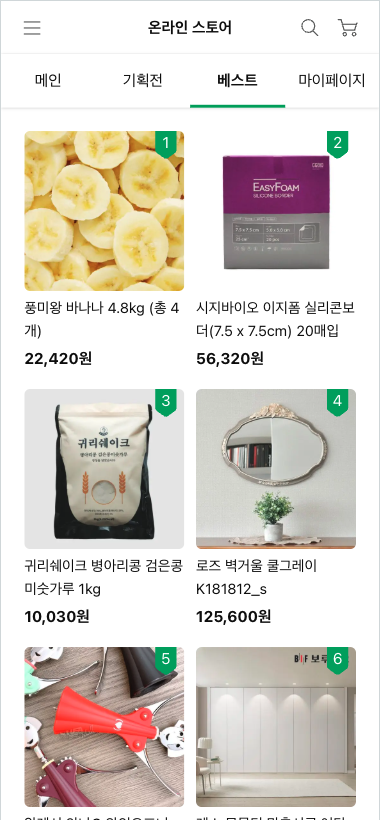 온라인 스토어
메인 기획전 베스트 마이페이지
1
2
EASYFOAM
SILICONE BORDER
풍미왕 바나나 4.8kg (총 4
개)
22,420원
시지바이오 이지폼 실리콘보
더(7.5 x 7.5cm) 20매입
56,320원
3
귀리쉐이크
4
귀리쉐이크 병아리콩 검은콩
미숫가루 1kg
10,030원
로즈 벽거울 쿨그레이
K181812_s
125,600원
5
6